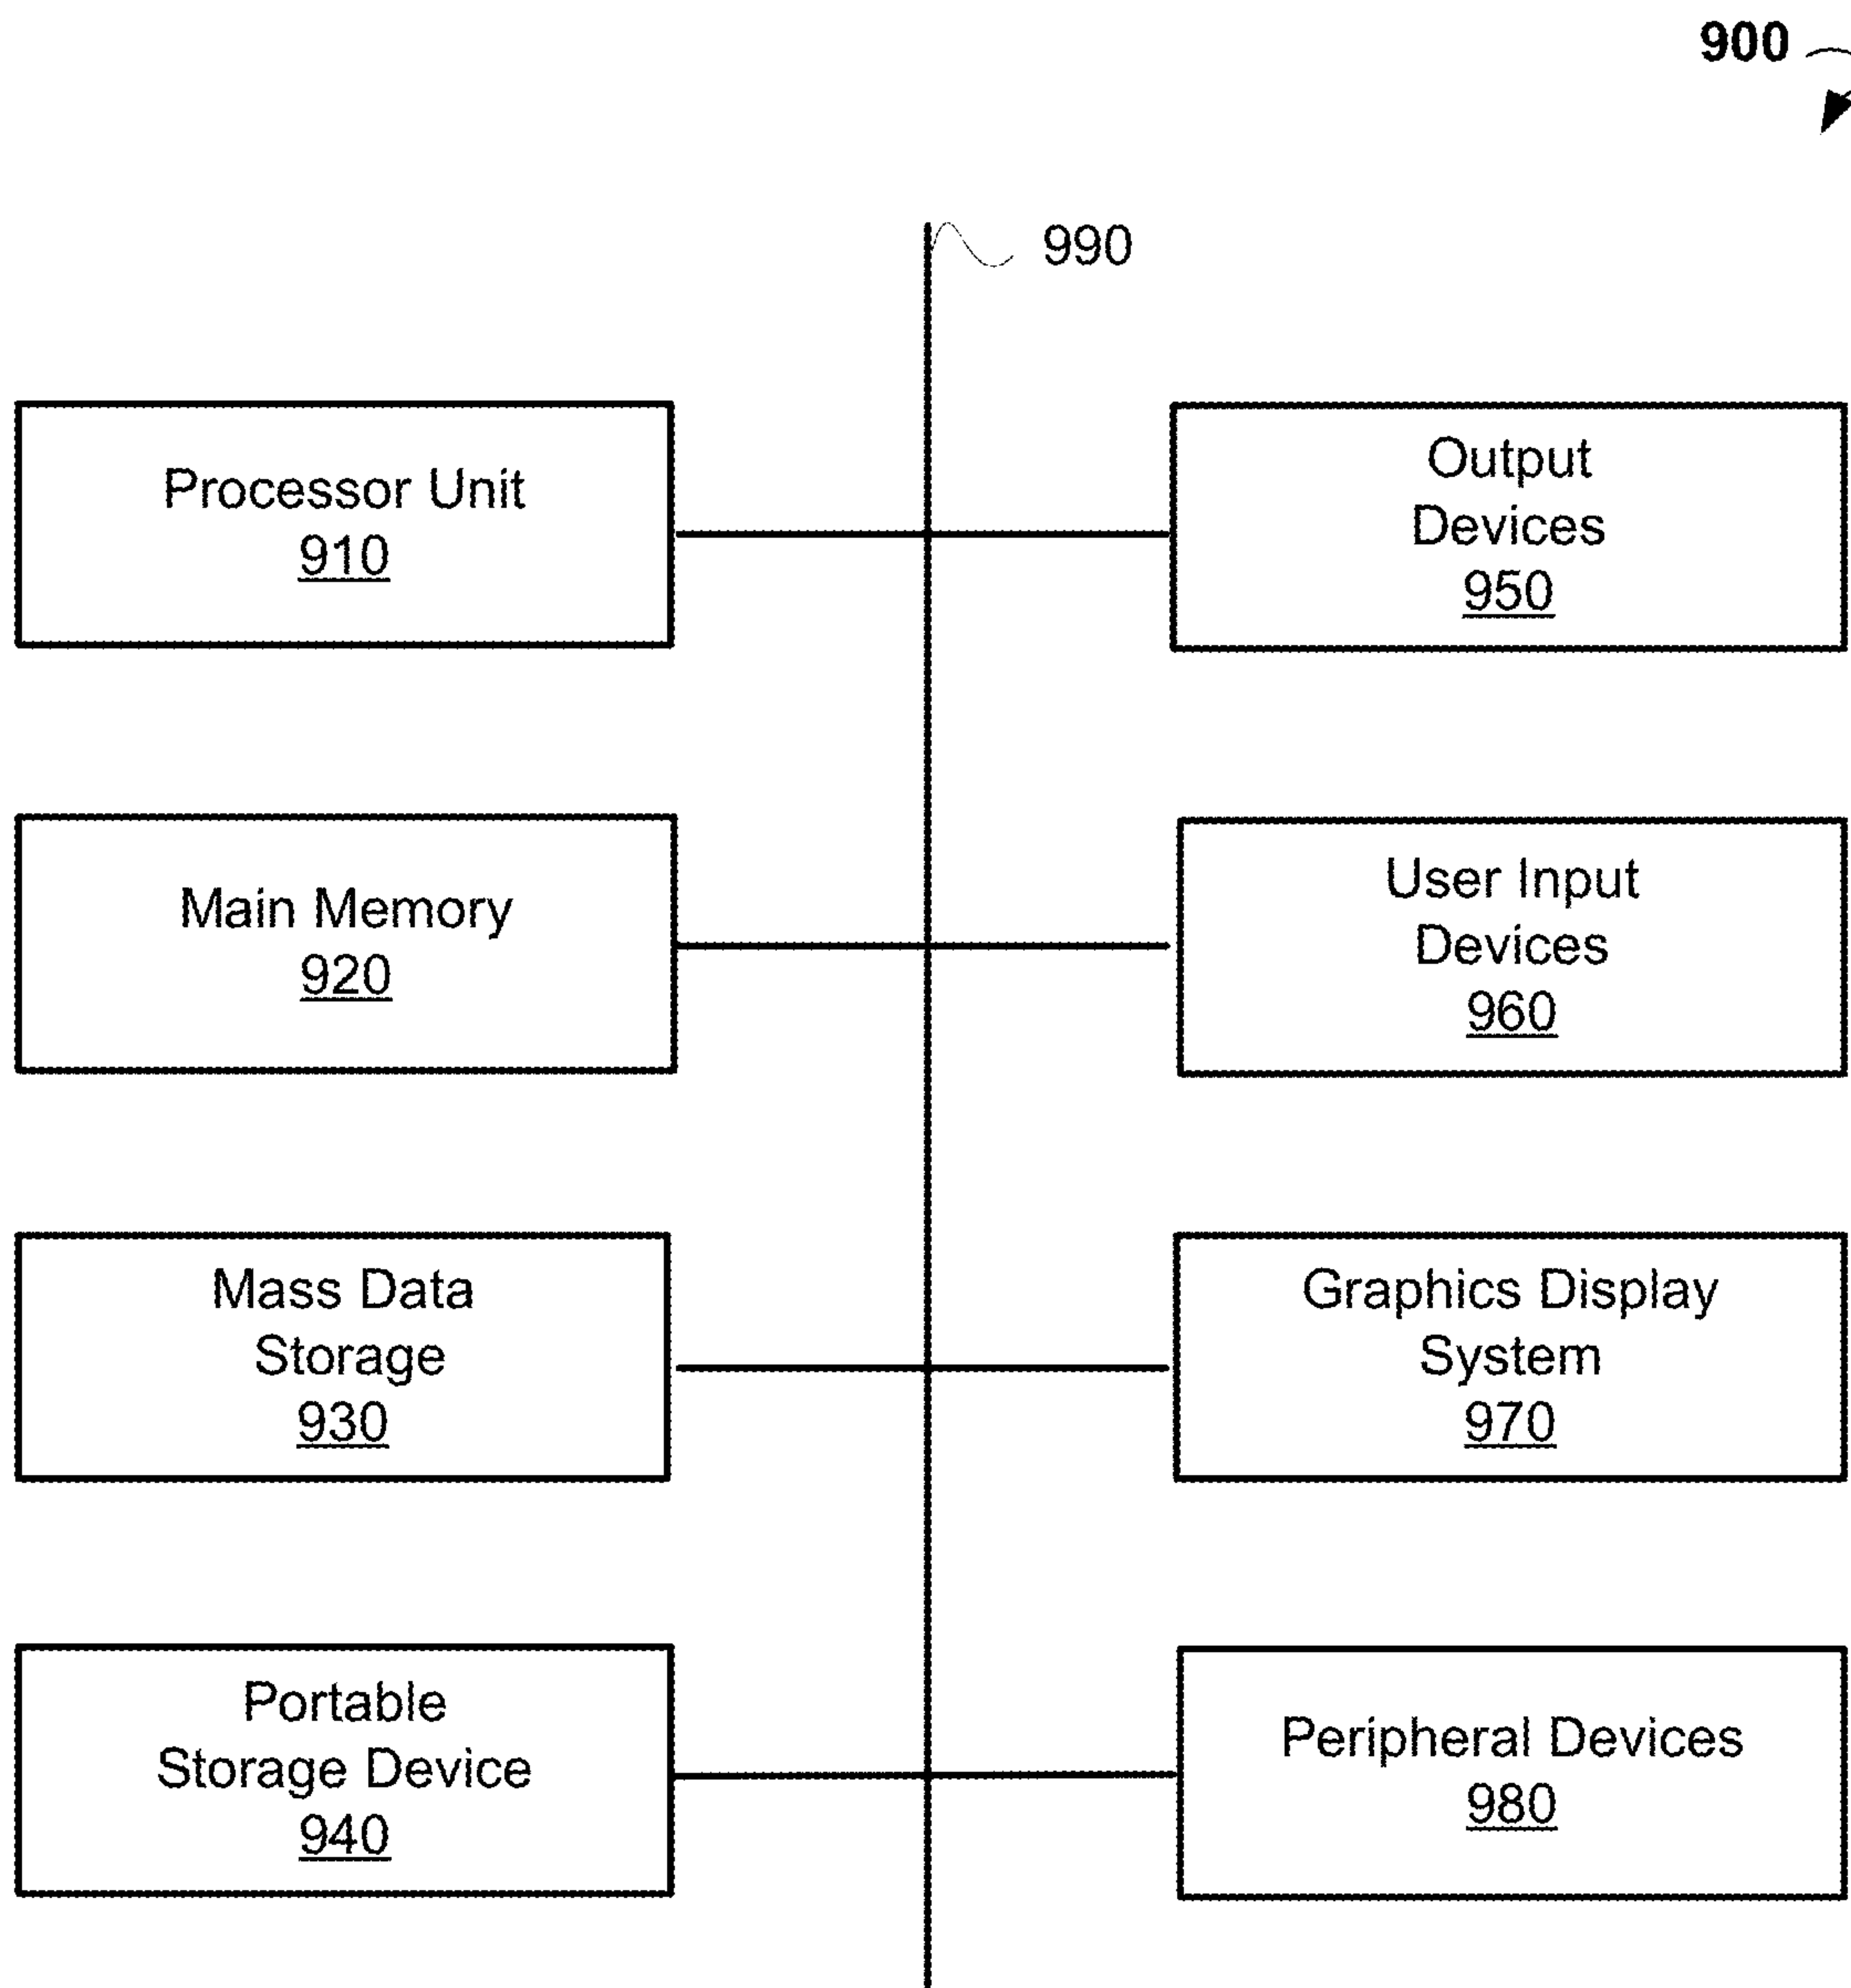 900
990
Processor Unit
910
Output
Devices
950
Main Memory
920
User Input
Devices
960
Mass Data
Storage
930
Graphics Display
System
970
Portable
Storage Device
940
Peripheral Devices
980